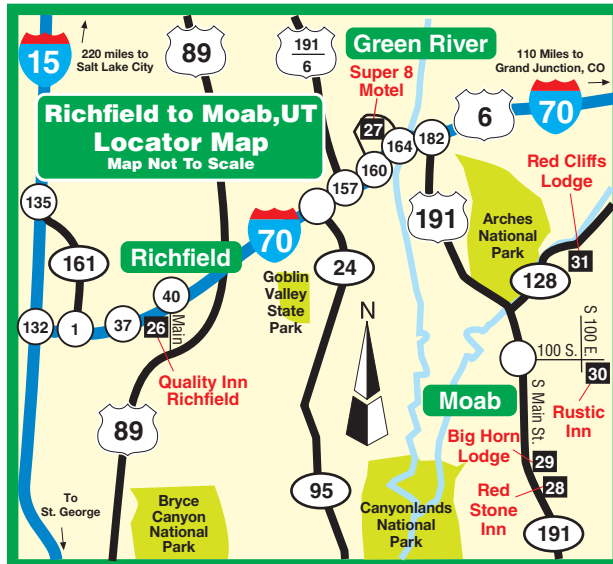 15
220 miles to
Salt Lake City
89
191
6
Green River
Super 8
Motel
27
110 Miles to
Grand Junction, CO
70
6
Richfield to Moab,UT
Locator Map
Map Not To Scale
182
164
160
157
Red Cliffs
Lodge
135
191
Arches
National
Park
31
128
161
Richfield
70
24
Goblin
Valley
State
Park
40
132
1
37
26
Main
N
S 100 E.
100 S.
30
Quality Inn
Richfield
Moab
S Main St.
Rustic
Inn
89
Big Horn
Lodge
29
28
Red
Stone
Inn
95
To
St. George
Bryce
Canyon
National
Park
Canyonlands
National
Park
191